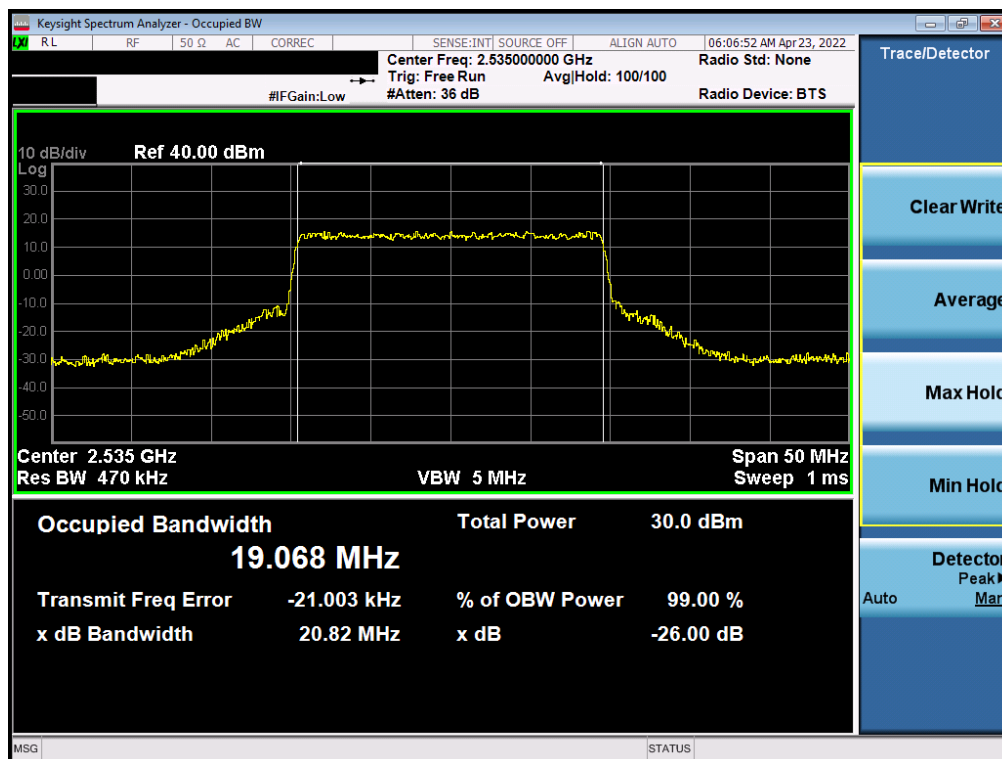 Keysight Spectrum Analyzer - Occupied BW
LXI RL RF 50 Ω AC CORREC SENSE:INT SOURCE OFF ALIGN AUTO 06:06:52 AM Apr 23, 2022
Center Freq: 2.535000000 GHz Radio Std: None
Trig: Free Run Avg|Hold: 100/100
#IFGain:Low #Atten: 36 dB Radio Device: BTS
Trace/Detector
10 dB/div Ref 40.00 dBm
Log
30.0
20.0
10.0
0.00
-10.0
-20.0
-30.0
-40.0
-50.0
Center 2.535 GHz Span 50 MHz
Res BW 470 kHz VBW 5 MHz Sweep 1 ms
Occupied Bandwidth Total Power 30.0 dBm
19.068 MHz
Transmit Freq Error -21.003 kHz % of OBW Power 99.00 %
x dB Bandwidth 20.82 MHz x dB -26.00 dB
Clear Write
Average
Max Hold
Min Hold
Detector
Peak
Auto Man
MSG STATUS